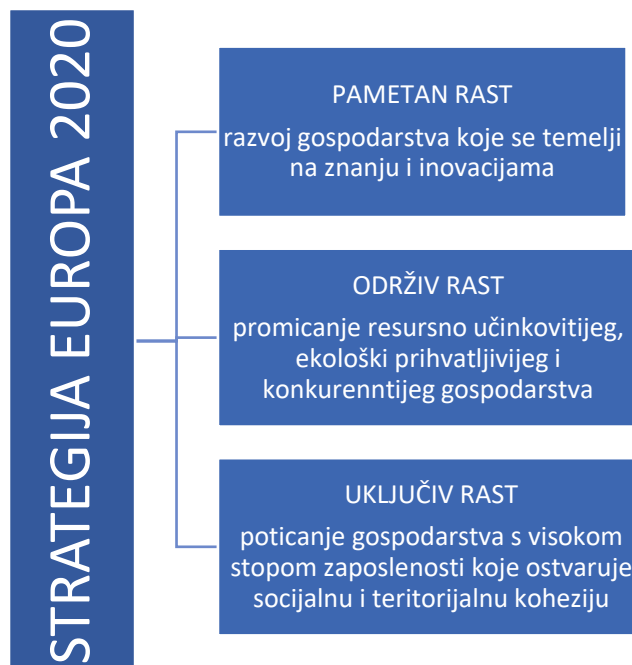 STRATEGIJA EUROPA 2020
PAMETAN RAST
razvoj gospodarstva koje se temelji
na znanju i inovacijama
ODRŽIV RAST
promicanje resursno učinkovitijeg,
ekološki prihvatljivijeg i
konkurenntijeg gospodarstva
UKLJUČIV RAST
poticanje gospodarstva s visokom
stopom zaposlenosti koje ostvaruje
socijalnu i teritorijalnu koheziju